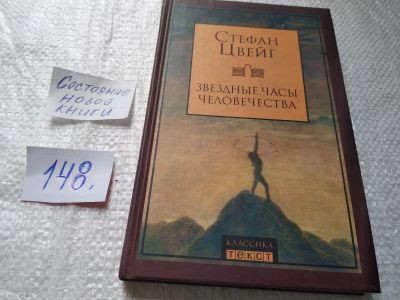 Состояние
новой
книги
148.
СТЕФАН
ЦВЕЙГ
ЗВЕЗДНЫЕ ЧАСЫ
ЧЕЛОВЕЧЕСТВА
КЛАССИКА
ТЕКСТ